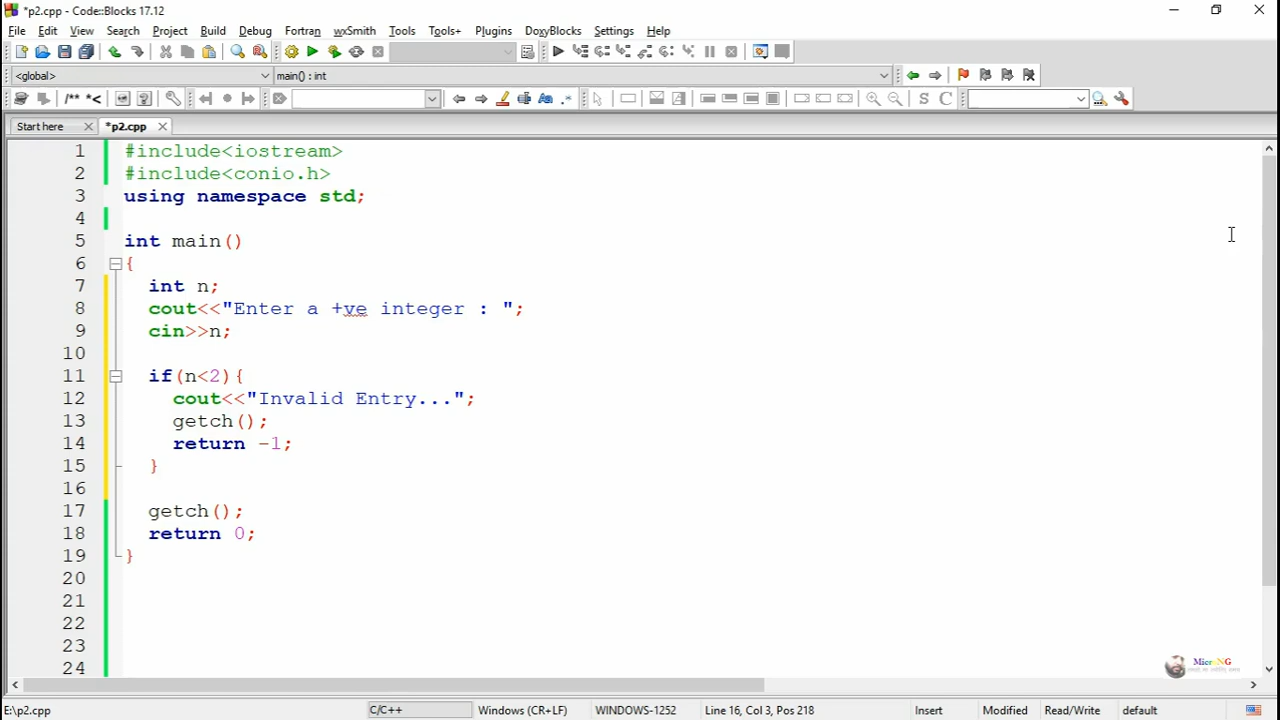 *p2.cpp - Code::Blocks 17.12
File Edit View Search Project Build Debug Fortran wxSmith Tools Tools+ Plugins DoxyBlocks Settings Help
<global> main() : int
/** *<
S C
Start here *p2.cpp
1 #include<iostream>
2 #include<conio.h>
3 using namespace std;
4
5 int main()
6 {
7 int n;
8 cout<<"Enter a +ve integer : ";
9 cin>>n;
10
11 if(n<2){
12 cout<<"Invalid Entry...";
13 getch();
14 return -1;
15 }
16
17 getch();
18 return 0;
19 }
20
21
22
23
24
MicroNG
E:\p2.cpp C/C++ Windows (CR+LF) WINDOWS-1252 Line 16, Col 3, Pos 218 Insert Modified Read/Write default